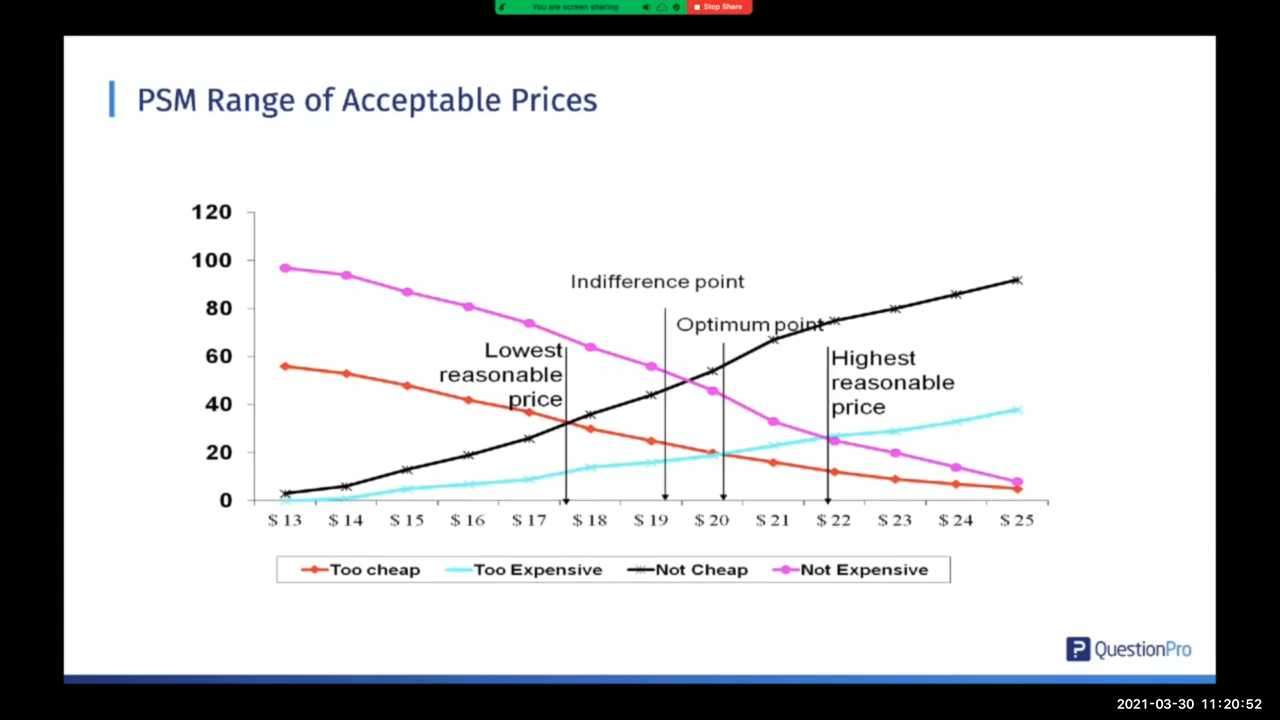 You are screen sharing
Stop Share
PSM Range of Acceptable Prices
120
100
80
60
40
20
0
Indifference point
Optimum point
Lowest
reasonable
price
Highest
reasonable
price
$ 13 $ 14 $ 15 $ 16 $ 17 $ 18 $ 19 $ 20 $ 21 $ 22 $ 23 $ 24 $ 25
Too cheap Too Expensive Not Cheap Not Expensive
? QuestionPro
2021-03-30 11:20:52